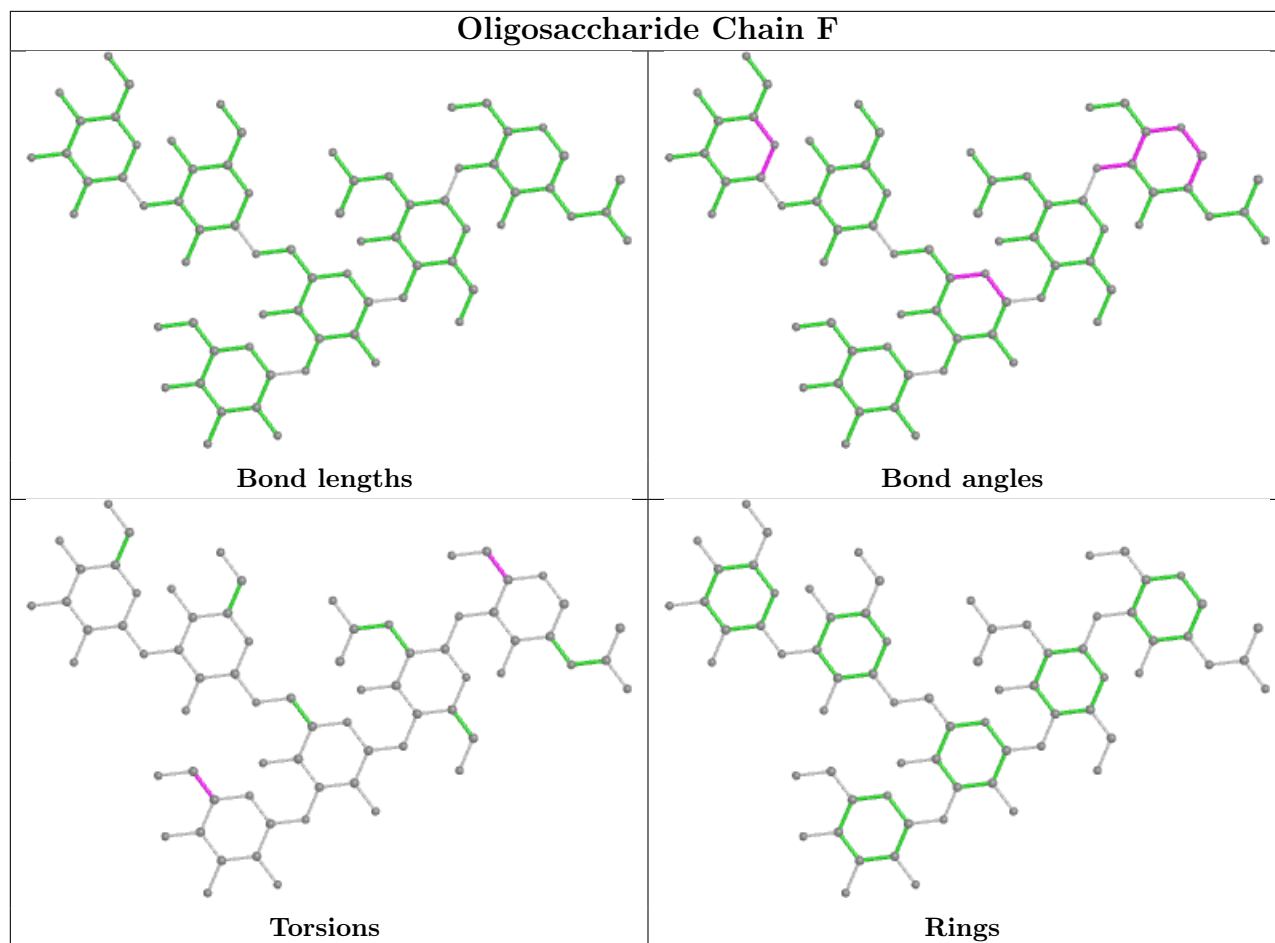 Oligosaccharide Chain F
Bond lengths
Bond angles
Torsions
Rings